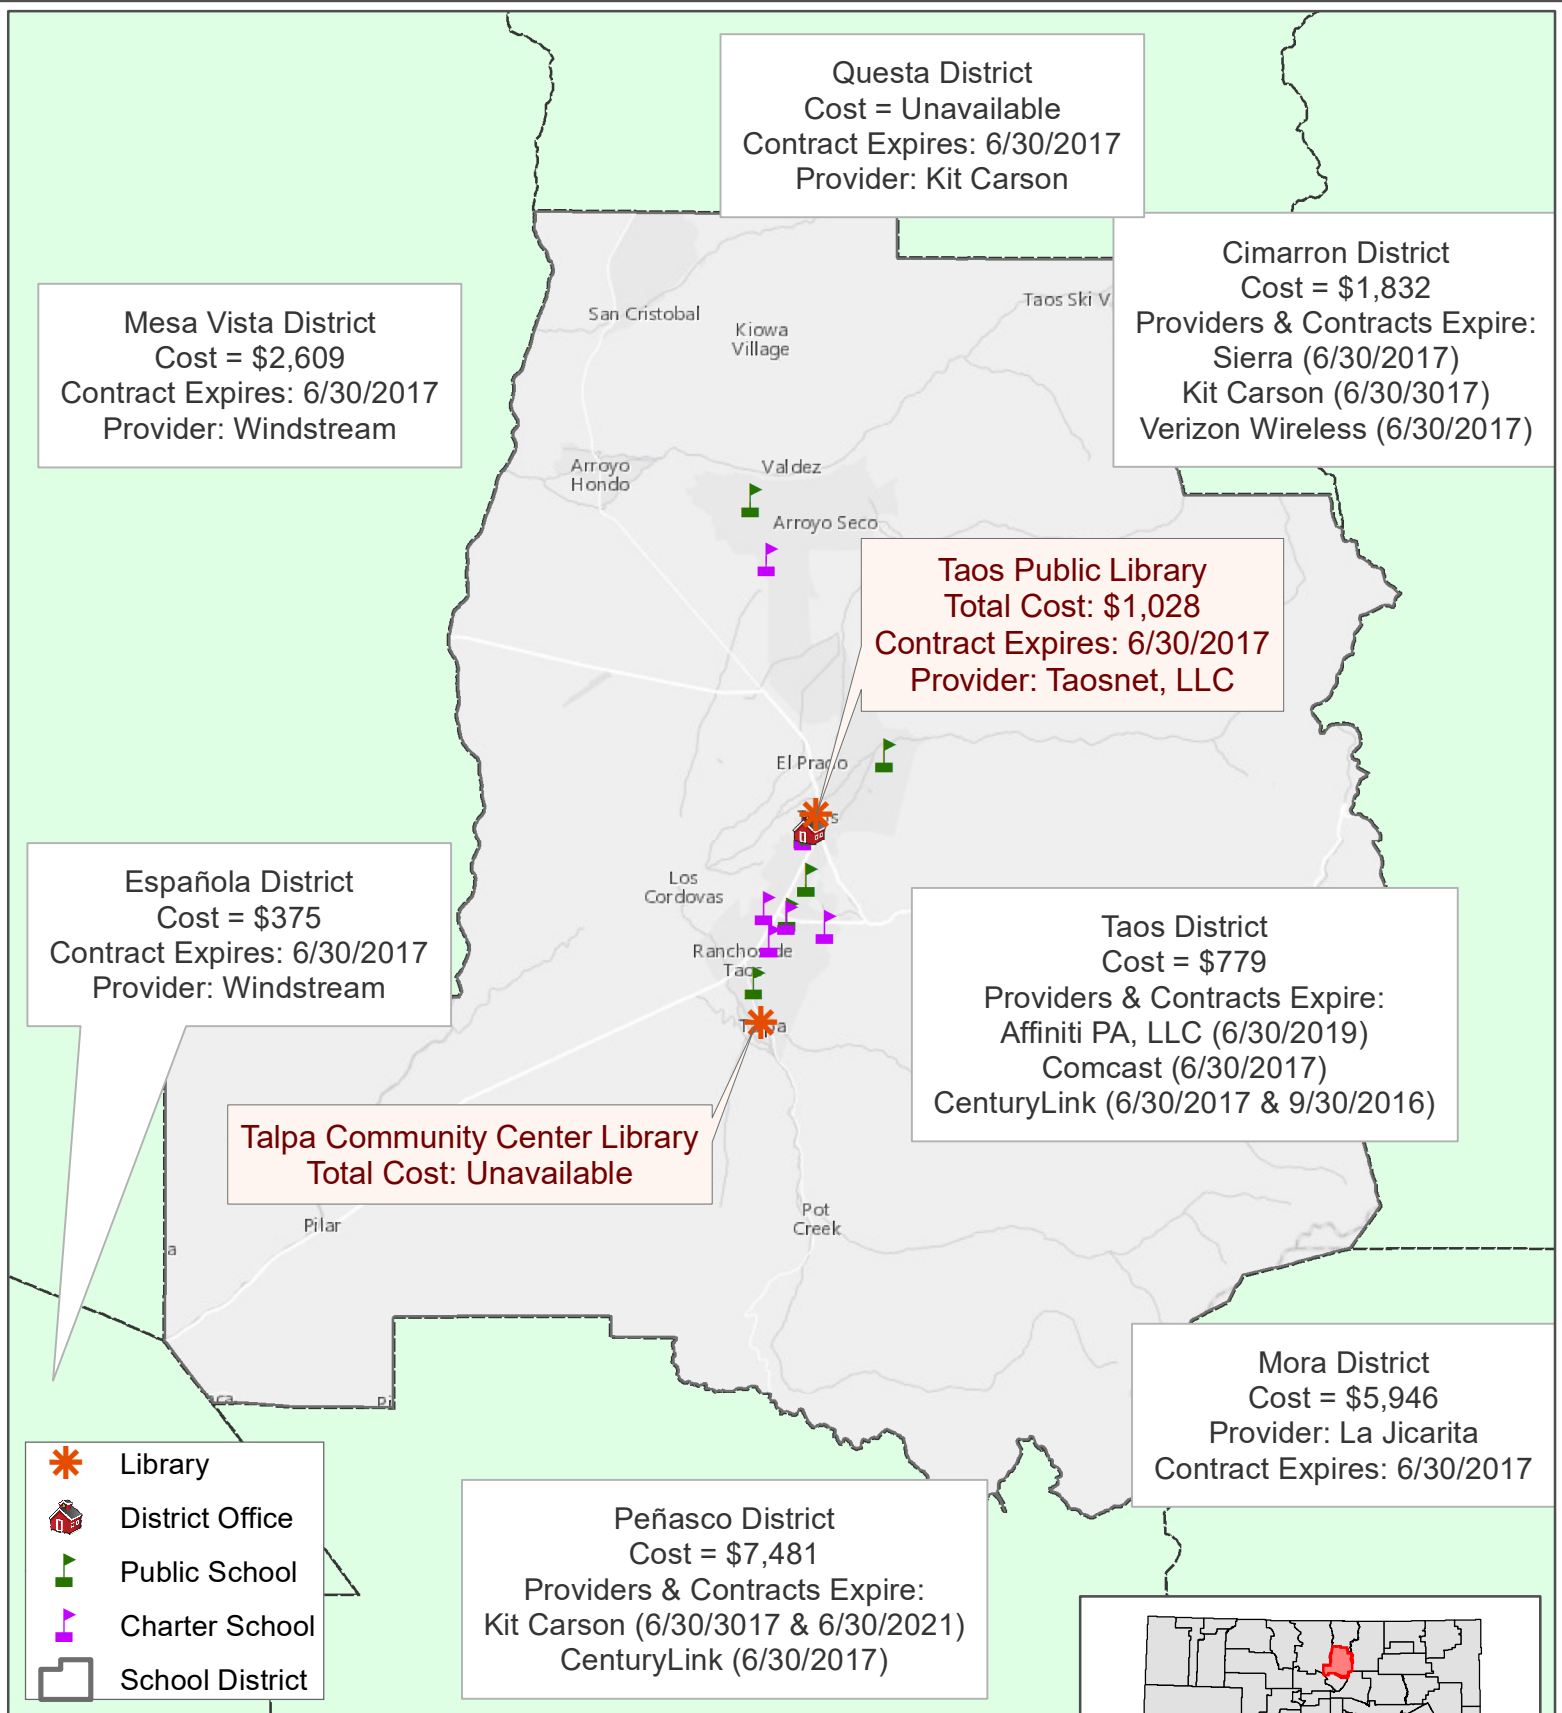 Questa District
Cost = Unavailable
Contract Expires: 6/30/2017
Provider: Kit Carson
Cimarron District
Cost = $1,832
Providers & Contracts Expire:
Sierra (6/30/2017)
Kit Carson (6/30/3017)
Verizon Wireless (6/30/2017)
Mesa Vista District
Cost = $2,609
Contract Expires: 6/30/2017
Provider: Windstream
San Cristobal
Kiowa
Village
Taos Ski V
Arroyo
Hondo
Valdez
Arroyo Seco
Taos Public Library
Total Cost: $1,028
Contract Expires: 6/30/2017
Provider: Taosnet, LLC
El Prado
Los
Cordovas
Ranchos de
Taos
Española District
Cost = $375
Contract Expires: 6/30/2017
Provider: Windstream
Taos District
Cost = $779
Providers & Contracts Expire:
Affiniti PA, LLC (6/30/2019)
Comcast (6/30/2017)
CenturyLink (6/30/2017 & 9/30/2016)
Talpa
Talpa Community Center Library
Total Cost: Unavailable
Pilar
Pot
Creek
a
Mora District
Cost = $5,946
Provider: La Jicarita
Contract Expires: 6/30/2017
Peñasco District
Cost = $7,481
Providers & Contracts Expire:
Kit Carson (6/30/3017 & 6/30/2021)
CenturyLink (6/30/2017)
Library
District Office
Public School
Charter School
School District